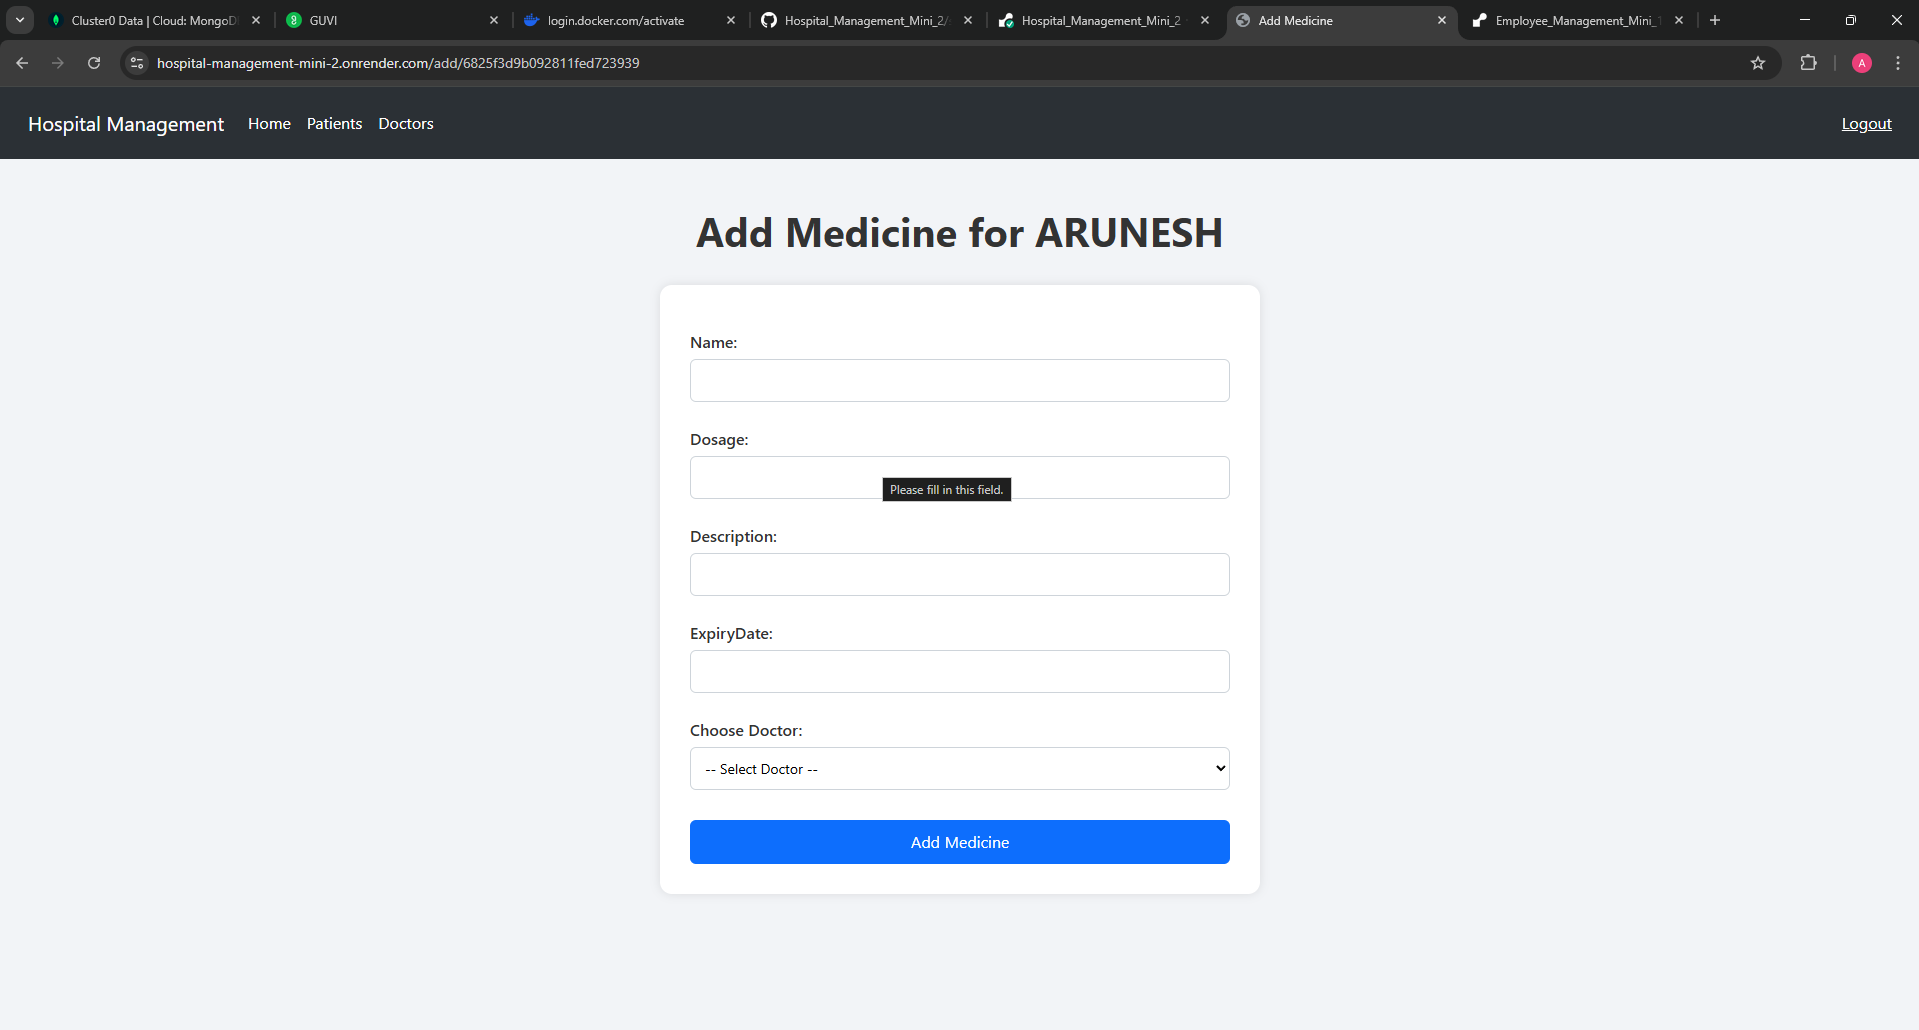 Cluster0 Data | Cloud: MongoD
GUVI
login.docker.com/activate
Hospital_Management_Mini_2/
Hospital_Management_Mini_2
Add Medicine
Employee_Management_Mini_1
hospital-management-mini-2.onrender.com/add/6825f3d9b092811fed723939
A
Hospital Management
Home
Patients
Doctors
Logout
Add Medicine for ARUNESH
Name:
Dosage:
Please fill in this field.
Description:
ExpiryDate:
Choose Doctor:
-- Select Doctor --
Add Medicine